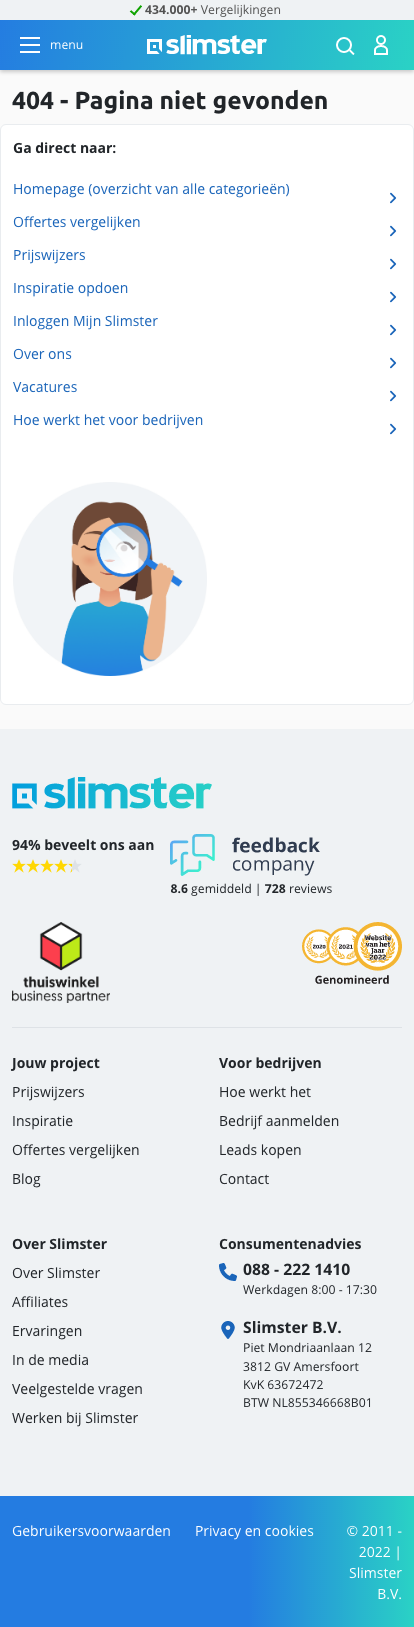 434.000+ Vergelijkingen
menu
slimster
404 - Pagina niet gevonden
Ga direct naar:
Homepage (overzicht van alle categorieën)
Offertes vergelijken
Prijswijzers
Inspiratie opdoen
Inloggen Mijn Slimster
Over ons
Vacatures
Hoe werkt het voor bedrijven
slimster
94% beveelt ons aan
feedback
company
8.6 gemiddeld | 728 reviews
thuiswinkel
business partner
2020
2021
Website
van het
Jaar
2022
Genomineerd
Jouw project
Prijswijzers
Inspiratie
Offertes vergelijken
Blog
Voor bedrijven
Hoe werkt het
Bedrijf aanmelden
Leads kopen
Contact
Over Slimster
Over Slimster
Affiliates
Ervaringen
In de media
Veelgestelde vragen
Werken bij Slimster
Consumentenadvies
088 - 222 1410
Werkdagen 8:00 - 17:30
Slimster B.V.
Piet Mondriaanlaan 12
3812 GV Amersfoort
KvK 63672472
BTW NL855346668B01
Gebruikersvoorwaarden
Privacy en cookies
© 2011 -
2022 |
Slimster
B.V.